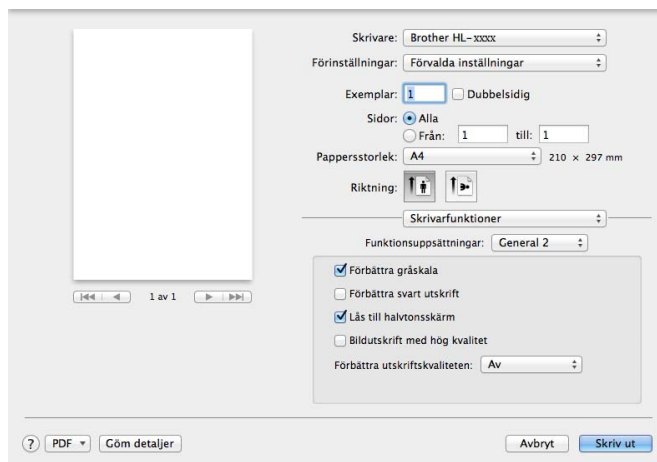 Skrivare: Brother HL-xxxx
Förinställningar: Förvalda inställningar
Exemplar: 1 Dubbelsidig
Sidor: Alla
Från: 1 till: 1
Pappersstorlek: A4 210 × 297 mm
Riktning:
Skrivarfunktioner
Funktionsuppsättningar: General 2
Förbättra gråskala
Förbättra svart utskrift
Lås till halvtonsskärm
Bildutskrift med hög kvalitet
Förbättra utskriftskvaliteten: Av
1 av 1
? PDF Göm detaljer Avbryt Skriv ut